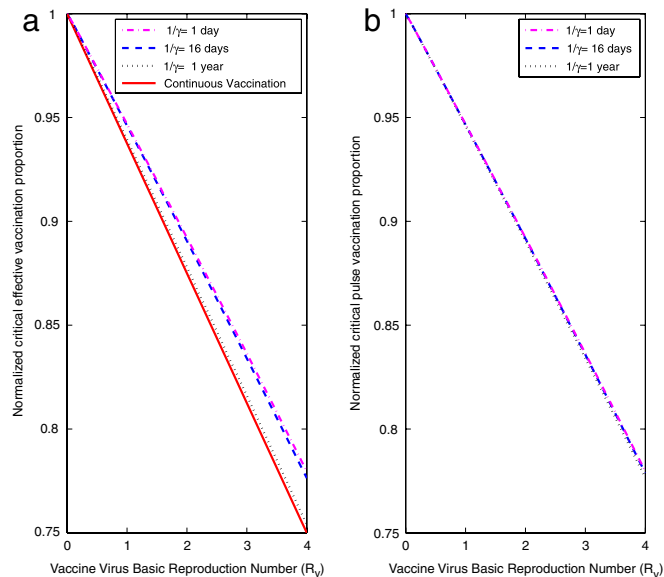 a
1/γ= 1 day
1/γ= 16 days
1/γ= 1 year
Continuous Vaccination
1
0.95
0.9
0.85
0.8
0.75
0
1
2
3
4
Normalized critical effective vaccination proportion
Vaccine Virus Basic Reproduction Number (Rv)
b
1/γ=1 day
1/γ= 16 days
1/γ=1 year
1
0.95
0.9
0.85
0.8
0.75
0
1
2
3
4
Normalized critical pulse vaccination proportion
Vaccine Virus Basic Reproduction Number (Rv)